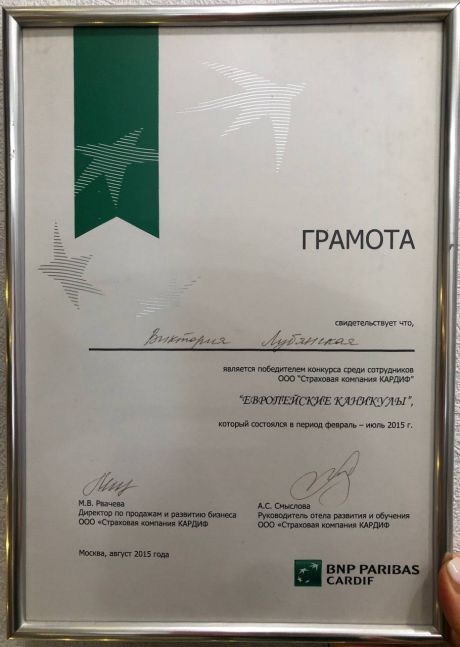 ГРАМОТА
свидетельствует что,
Виктория Лубянская
является победителем конкурса среди сотрудников
ООО "Страховая компания КАРДИФ"
"ЕВРОПЕЙСКИЕ КАНИКУЛЫ",
который состоялся в период февраль – июль 2015 г.
М.В. Рвачева
Директор по продажам и развитию бизнеса
ООО «Страховая компания КАРДИФ
А.С. Смыслова
Руководитель отела развития и обучения
ООО «Страховая компания КАРДИФ
Москва, август 2015 года
BNP PARIBAS
CARDIF